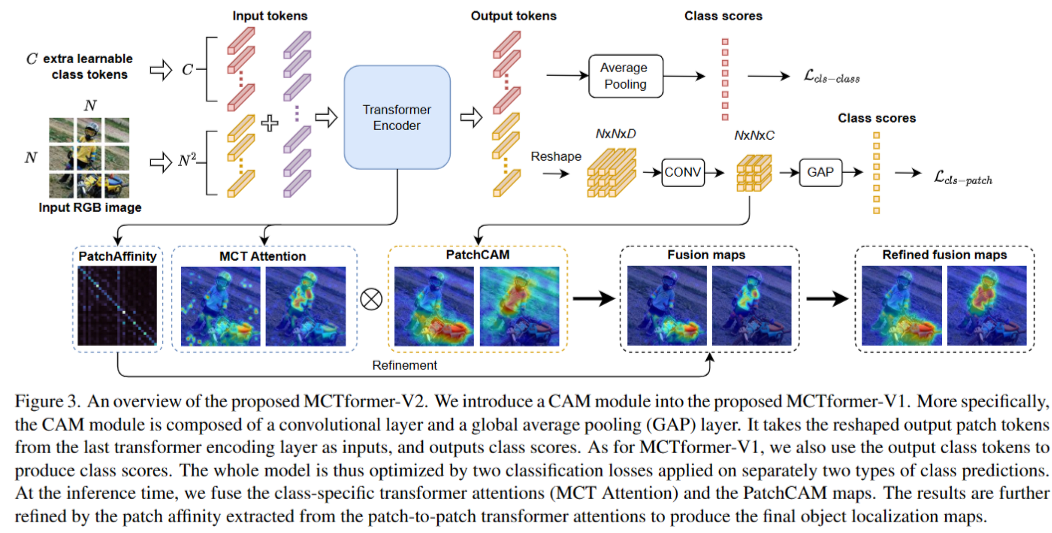 Input tokens
Output tokens
Class scores
C extra learnable
class tokens
C
Average
Pooling
ℒcls−class
Transformer
Encoder
N
N
N²
Input RGB image
Reshape
NxNxD
CONV
NxNxC
GAP
Class scores
ℒcls−patch
PatchAffinity
MCT Attention
PatchCAM
Fusion maps
Refined fusion maps
Refinement
Figure 3. An overview of the proposed MCTformer-V2. We introduce a CAM module into the proposed MCTformer-V1. More specifically,
the CAM module is composed of a convolutional layer and a global average pooling (GAP) layer. It takes the reshaped output patch tokens
from the last transformer encoding layer as inputs, and outputs class scores. As for MCTformer-V1, we also use the output class tokens to
produce class scores. The whole model is thus optimized by two classification losses applied on separately two types of class predictions.
At the inference time, we fuse the class-specific transformer attentions (MCT Attention) and the PatchCAM maps. The results are further
refined by the patch affinity extracted from the patch-to-patch transformer attentions to produce the final object localization maps.